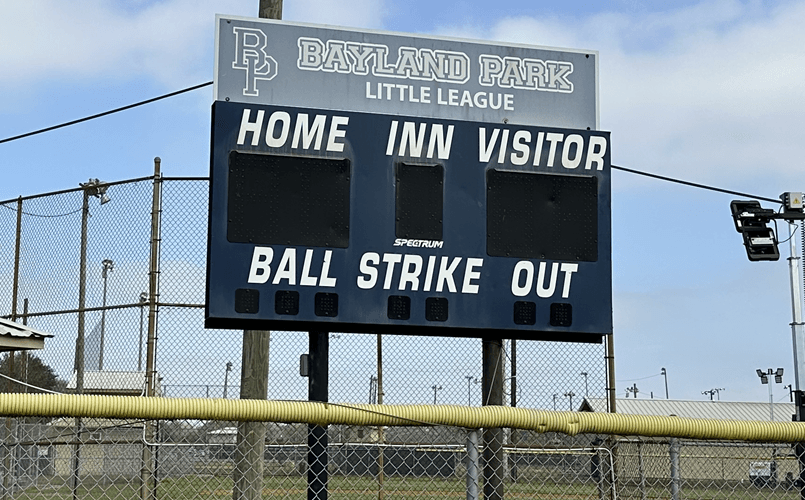 BP BAYLAND PARK
LITTLE LEAGUE
HOME INN VISITOR
SPECTRUM
BALL STRIKE OUT